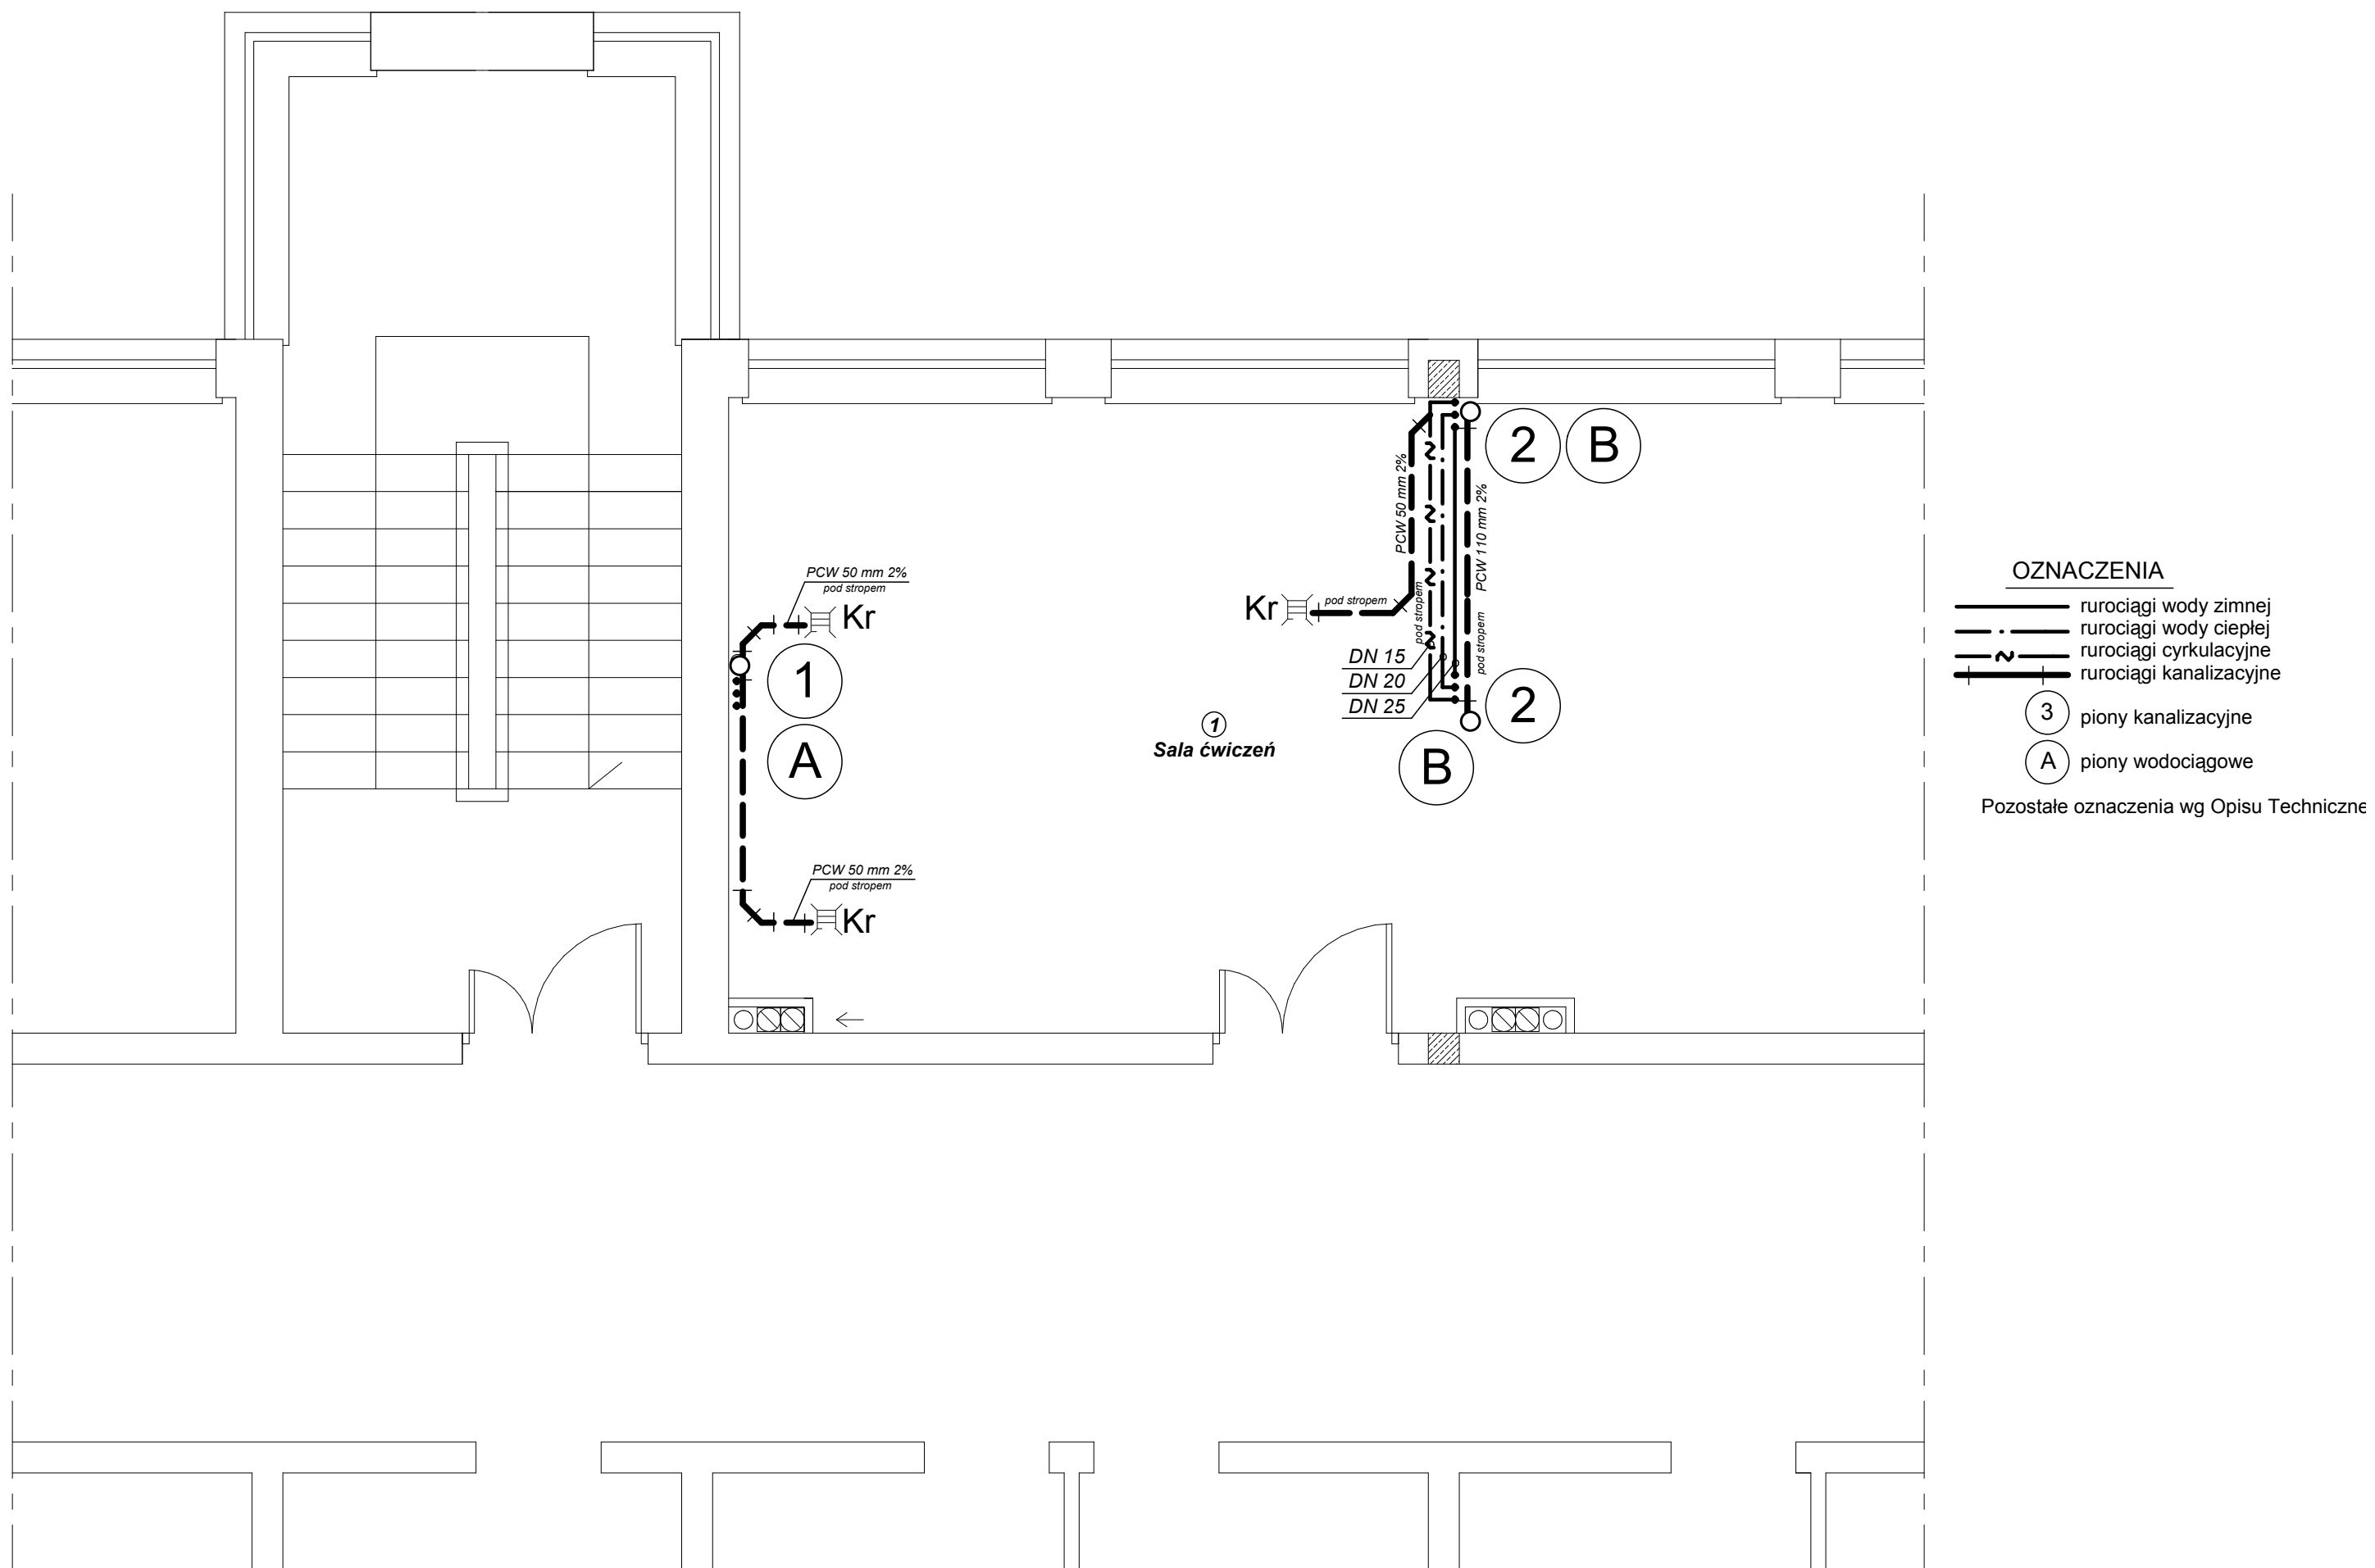 2
B
PCW 50 mm 2%
PCW 110 mm 2%
PCW 50 mm 2%
pod stropem
Kr
Kr
pod stropem
pod stropem
pod stropem
1
DN 15
DN 20
DN 25
2
1
Sala ćwiczeń
A
B
PCW 50 mm 2%
pod stropem
Kr
OZNACZENIA
rurociągi wody zimnej
rurociągi wody ciepłej
rurociągi cyrkulacyjne
rurociągi kanalizacyjne
3 piony kanalizacyjne
A piony wodociągowe
Pozostałe oznaczenia wg Opisu Techniczne